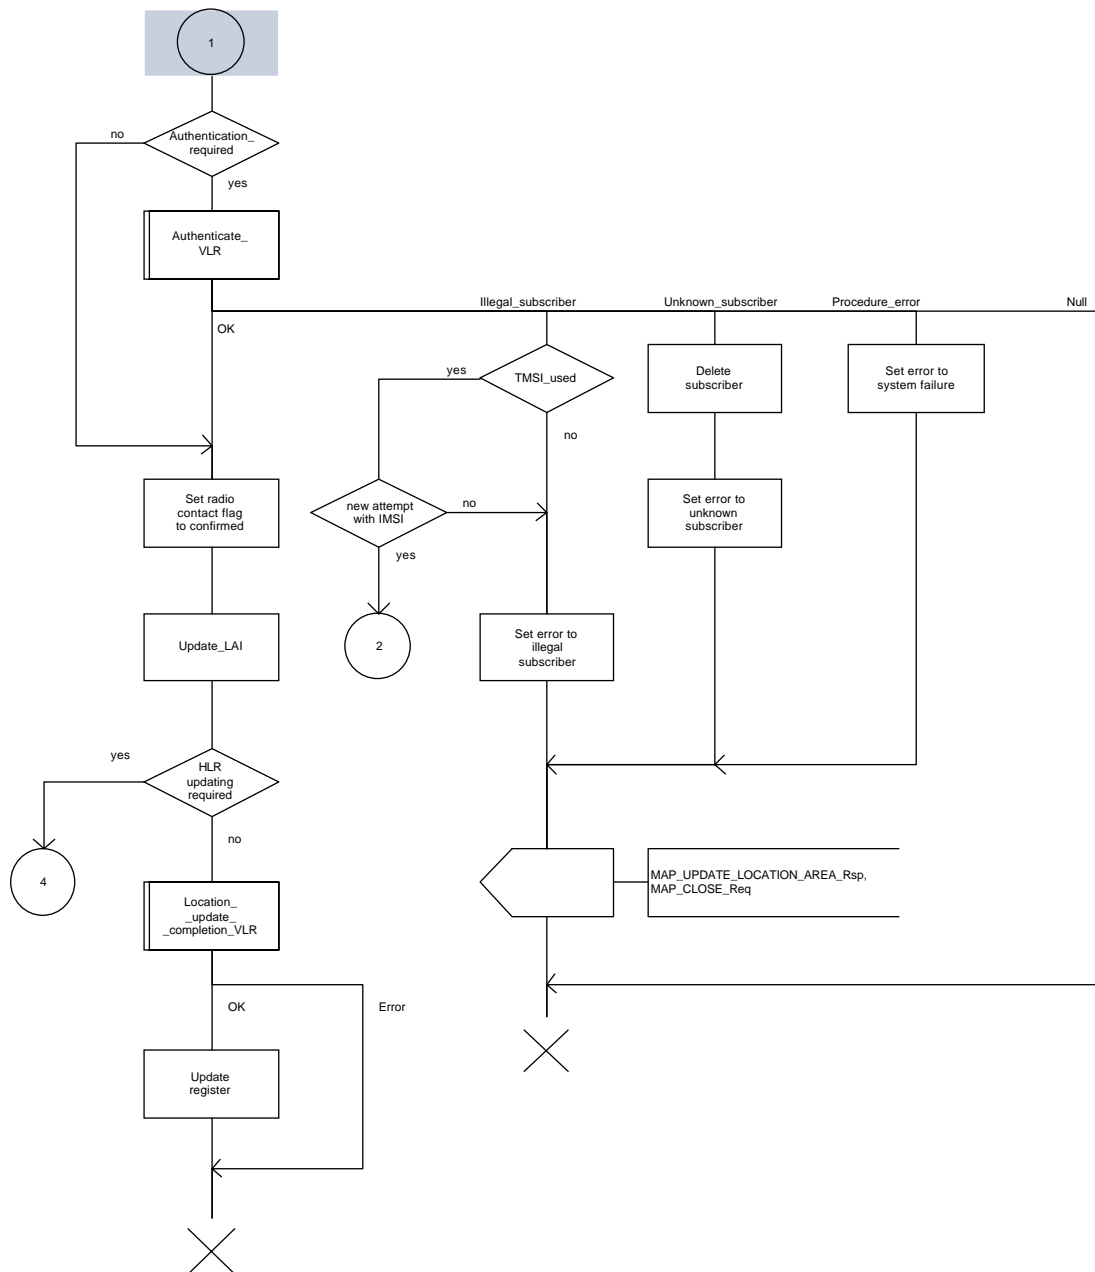 1
Authentication_
required
no
yes
Authenticate_
VLR
Illegal_subscriber
Unknown_subscriber
Procedure_error
Null
OK
yes
TMSI_used
Delete
subscriber
Set error to
system failure
no
Set radio
contact flag
to confirmed
new attempt
with IMSI
no
yes
Set error to
unknown
subscriber
Update_LAI
2
Set error to
illegal
subscriber
yes
HLR
updating
required
no
4
MAP_UPDATE_LOCATION_AREA_Rsp,
MAP_CLOSE_Req
Location_
_update_
_completion_VLR
OK
Error
Update
register